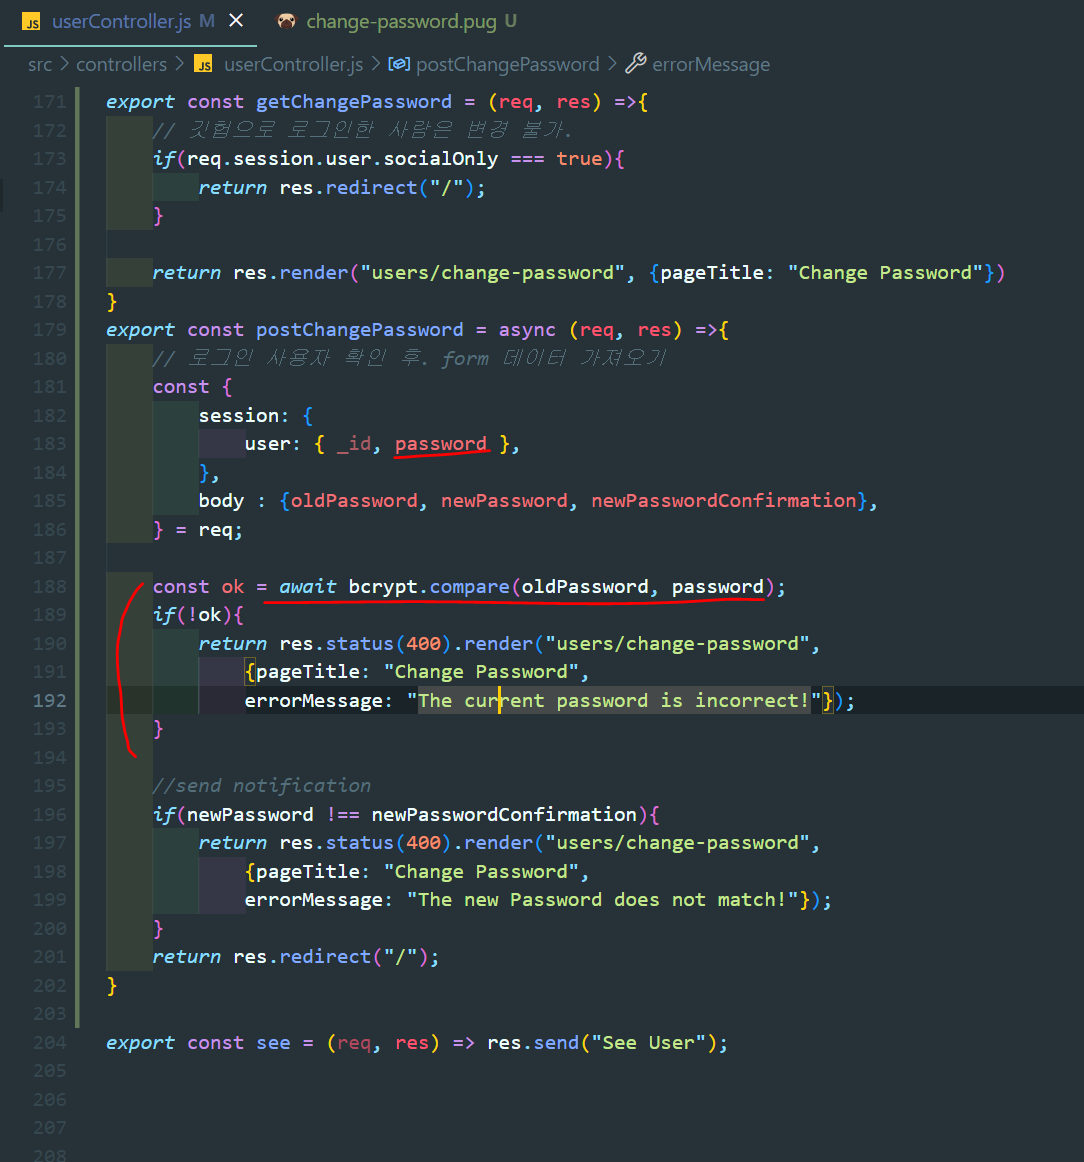 JS userController.js M × change-password.pug U
src > controllers > JS userController.js > postChangePassword > errorMessage
171 export const getChangePassword = (req, res) =>{
172 // 깃헙으로 로그인한 사람은 변경 불가.
173 if(req.session.user.socialOnly === true){
174 return res.redirect("/");
175 }
176
177 return res.render("users/change-password", {pageTitle: "Change Password"})
178 }
179 export const postChangePassword = async (req, res) =>{
180 // 로그인 사용자 확인 후. form 데이터 가져오기
181 const {
182 session: {
183 user: { _id, password },
184 },
185 body : {oldPassword, newPassword, newPasswordConfirmation},
186 } = req;
187
188 const ok = await bcrypt.compare(oldPassword, password);
189 if(!ok){
190 return res.status(400).render("users/change-password",
191 {pageTitle: "Change Password",
192 errorMessage: "The current password is incorrect!"});
193 }
194
195 //send notification
196 if(newPassword !== newPasswordConfirmation){
197 return res.status(400).render("users/change-password",
198 {pageTitle: "Change Password",
199 errorMessage: "The new Password does not match!"});
200 }
201 return res.redirect("/");
202 }
203
204 export const see = (req, res) => res.send("See User");
205
206
207
208